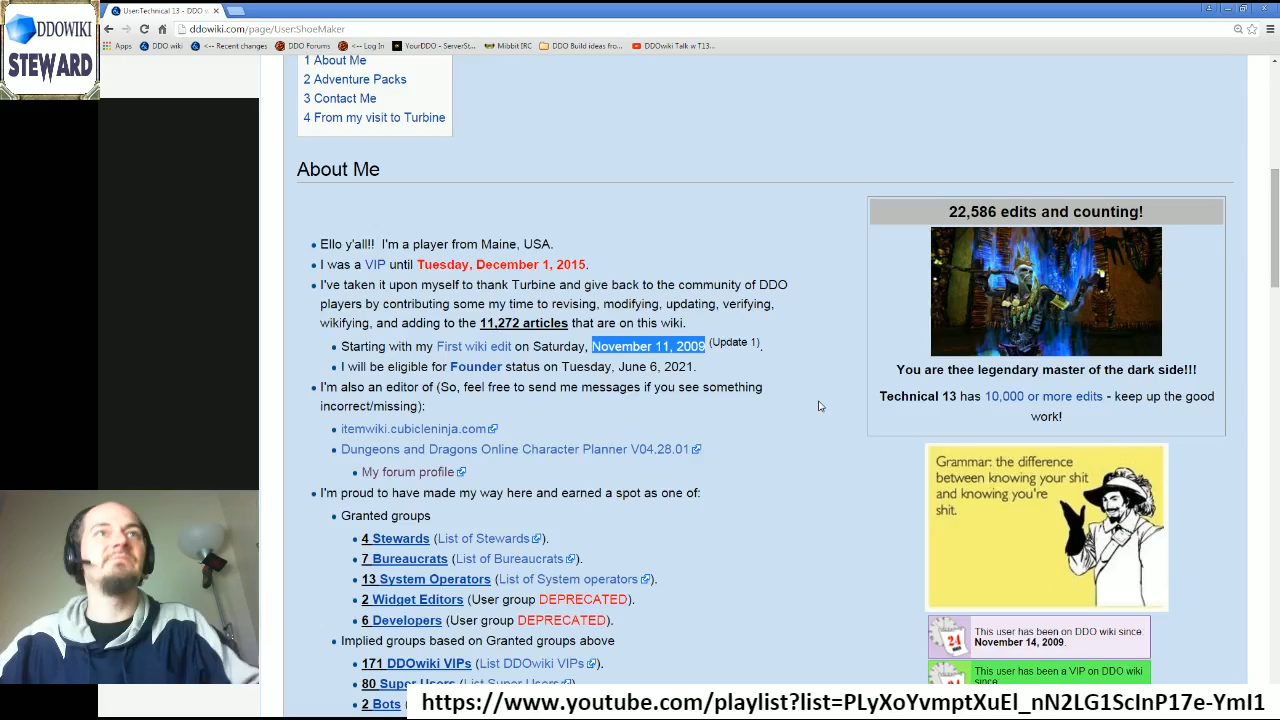 DDOWIKI
STEWARD
User:Technical 13 - DDO
ddowiki.com/page/User:ShoeMaker
Apps
DDO wiki
<-- Recent changes
DDO Forums
<-- Log In
YourDDO - ServerSt...
Mibbit IRC
DDO Build ideas from...
DDOwiki Talk w T13...
1 About Me
2 Adventure Packs
3 Contact Me
4 From my visit to Turbine
About Me
Ello y'all!! I'm a player from Maine, USA.
I was a VIP until Tuesday, December 1, 2015.
I've taken it upon myself to thank Turbine and give back to the community of DDO
players by contributing some my time to revising, modifying, updating, verifying,
wikifying, and adding to the 11,272 articles that are on this wiki.
Starting with my First wiki edit on Saturday, November 11, 2009 (Update 1).
I will be eligible for Founder status on Tuesday, June 6, 2021.
I'm also an editor of (So, feel free to send me messages if you see something
incorrect/missing):
itemwiki.cubicleninja.com
Dungeons and Dragons Online Character Planner V04.28.01
My forum profile
I'm proud to have made my way here and earned a spot as one of:
Granted groups
4 Stewards (List of Stewards).
7 Bureaucrats (List of Bureaucrats).
13 System Operators (List of System operators).
2 Widget Editors (User group DEPRECATED).
6 Developers (User group DEPRECATED).
Implied groups based on Granted groups above
171 DDOwiki VIPs (List DDOwiki VIPs).
80 Super Users (List Super Users).
2 Bots
22,586 edits and counting!
You are thee legendary master of the dark side!!!
Technical 13 has 10,000 or more edits - keep up the good
work!
Grammar: the difference
between knowing your shit
and knowing you're
shit.
24
This user has been on DDO wiki since
November 14, 2009.
24
This user has been a VIP on DDO wiki
since
https://www.youtube.com/playlist?list=PLyXoYvmptXuEl_nN2LG1ScInP17e-YmI1